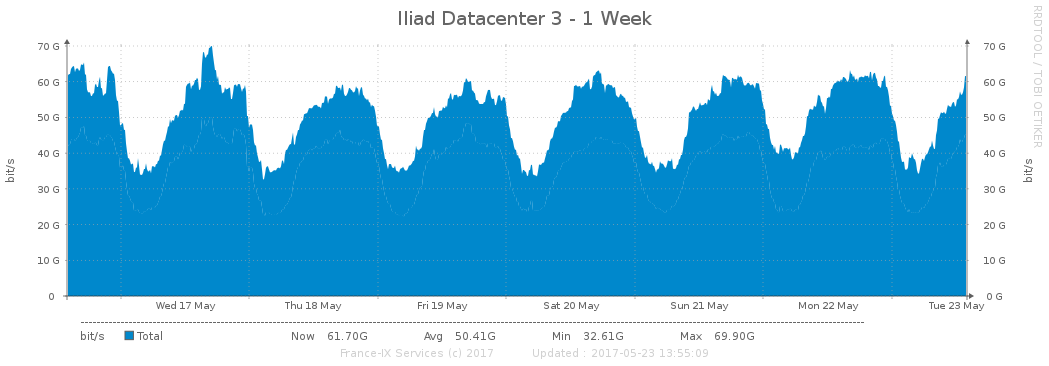 Iliad Datacenter 3 - 1 Week
RRDTOOL / TOBI OETIKER
70 G 70 G
60 G 60 G
50 G 50 G
40 G 40 G
30 G 30 G
20 G 20 G
10 G 10 G
0 0 G
bit/s bit/s
Wed 17 May Thu 18 May Fri 19 May Sat 20 May Sun 21 May Mon 22 May Tue 23 May
bit/s Total Now 61.70G Avg 50.41G Min 32.61G Max 69.90G
France-IX Services (c) 2017 Updated : 2017-05-23 13:55:09